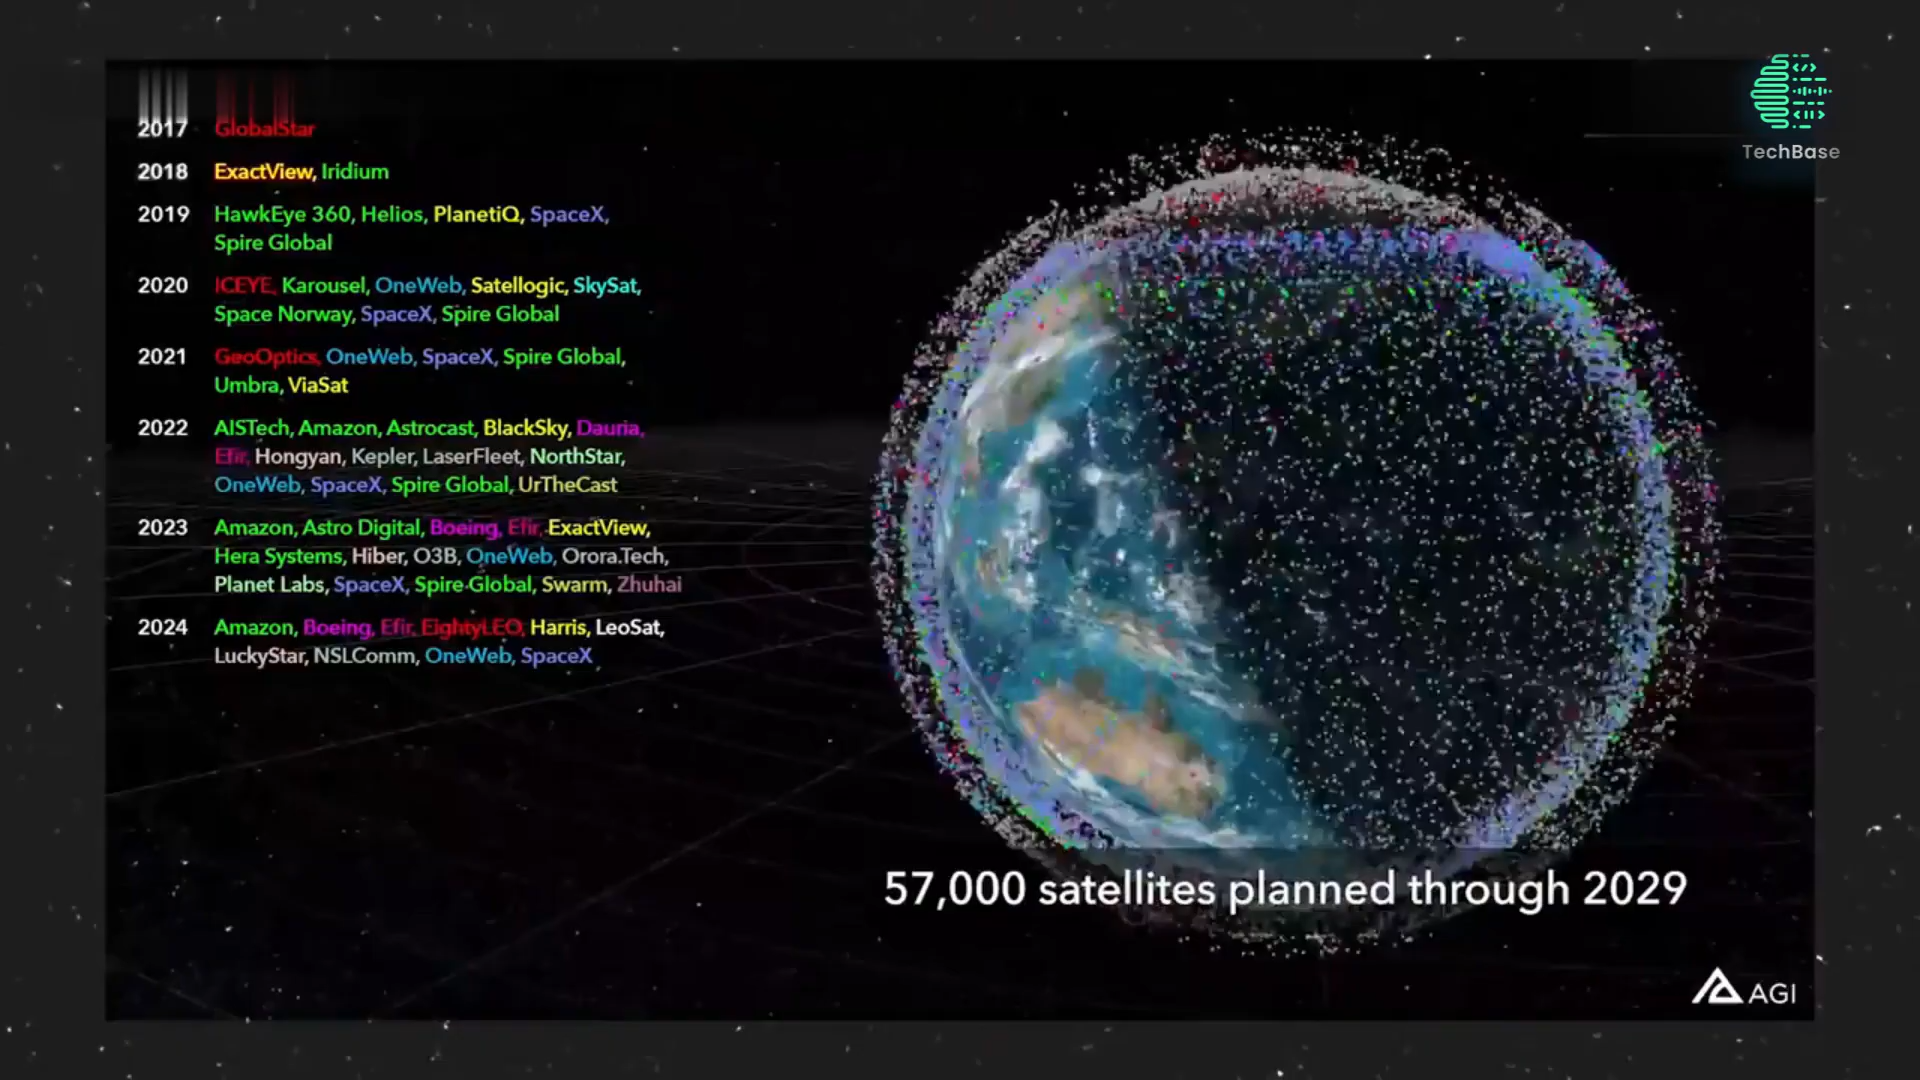 2017 GlobalStar
2018 ExactView, Iridium
2019 HawkEye 360, Helios, PlanetiQ, SpaceX,
Spire Global
2020 ICEYE, Karousel, OneWeb, Satellogic, SkySat,
Space Norway, SpaceX, Spire Global
2021 GeoOptics, OneWeb, SpaceX, Spire Global,
Umbra, ViaSat
2022 AISTech, Amazon, Astrocast, BlackSky, Dauria,
Efir, Hongyan, Kepler, LaserFleet, NorthStar,
OneWeb, SpaceX, Spire Global, UrTheCast
2023 Amazon, Astro Digital, Boeing, Efir, ExactView,
Hera Systems, Hiber, O3B, OneWeb, Orora.Tech,
Planet Labs, SpaceX, Spire Global, Swarm, Zhuhai
2024 Amazon, Boeing, Efir, EightyLEO, Harris, LeoSat,
LuckyStar, NSLComm, OneWeb, SpaceX
TechBase
57,000 satellites planned through 2029
AGI